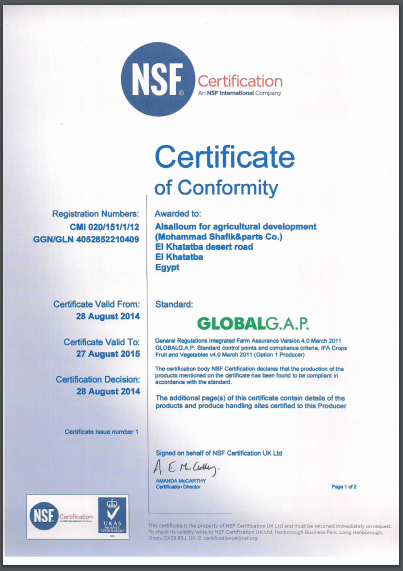 NSF®
Certification
An NSF International Company
Certificate
of Conformity
Registration Numbers:
CMi 020/151/1/12
GGN/GLN 4052852210409
Awarded to:
Alsalloum for agricultural development
(Mohammad Shafik&parts Co.)
El Khatatba desert road
El Khatatba
Egypt
Certificate Valid From:
28 August 2014
Certificate Valid To:
27 August 2015
Certification Decision:
28 August 2014
Certificate issue number 1
Standard:
GLOBALG.A.P.
General Regulations Integrated Farm Assurance Version 4.0 March 2011
GLOBALG.A.P. Standard control points and compliance criteria, IFA Crops
Fruit and Vegetables v4.0 March 2011 (Option 1 Producer)
The certification body NSF Certification declares that the production of the
products mentioned on the certificate has been found to be compliant in
accordance with the standard.
The additional page(s) of this certificate contain details of the
products and produce handling sites certified to this Producer
Signed on behalf of NSF Certification UK Ltd
A. E. McCarthy
AMANDA McCARTHY
Certification Director
Page 1 of 2
NSF
Certification
UKAS
This certificate is the property of NSF Certification UK Ltd and must be returned immediately on request.
To check its validity write to NSF Certification UK Ltd, Hanborough Business Park, Long Hanborough,
Oxon, OX29 8SJ, UK. E: certificationuk@nsf.org